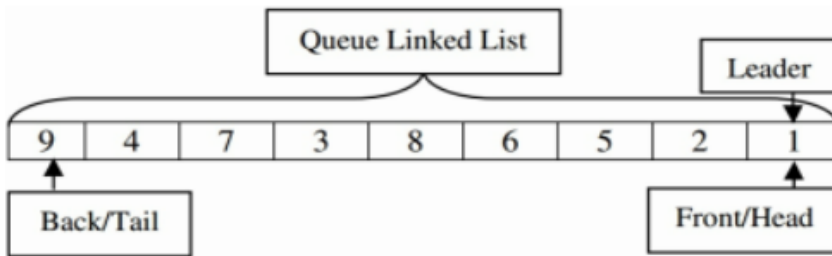 Queue Linked List
Leader
9 4 7 3 8 6 5 2 1
Back/Tail
Front/Head